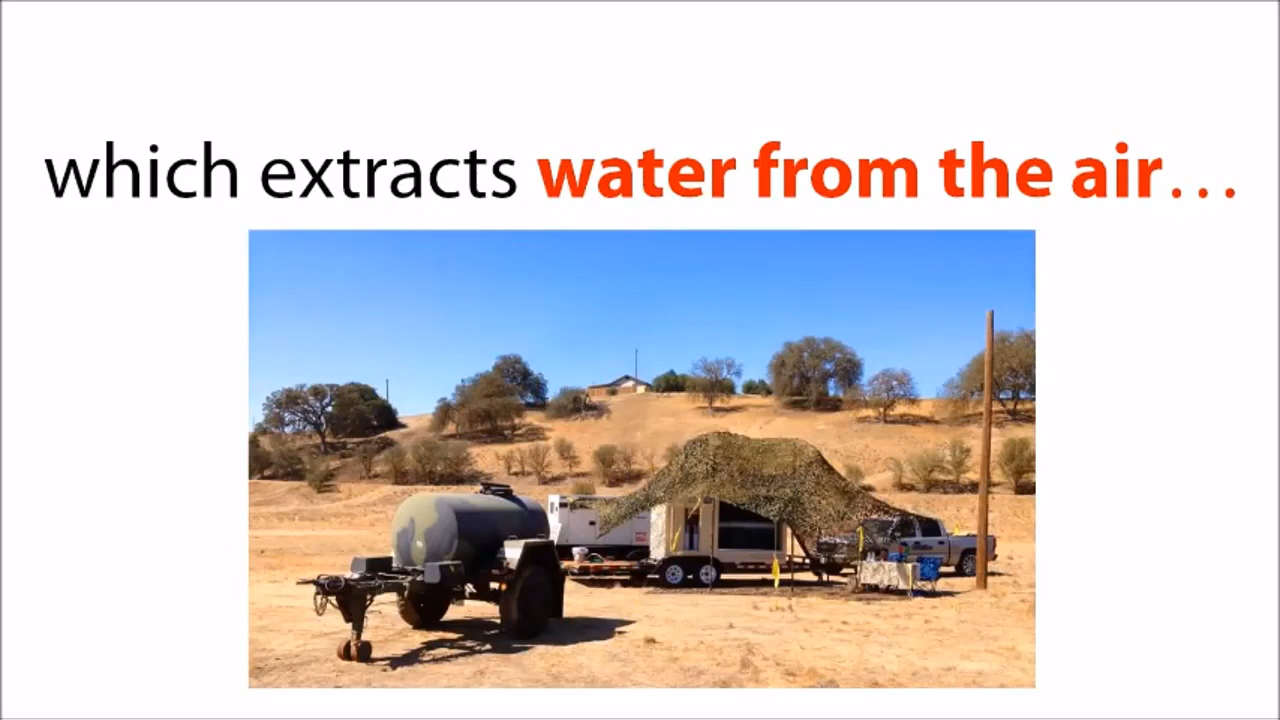 which extracts water from the air…